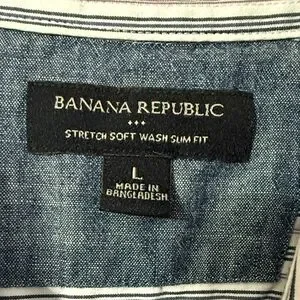 BANANA REPUBLIC
STRETCH SOFT WASH SLIM FIT
L
MADE IN
BANGLADESH